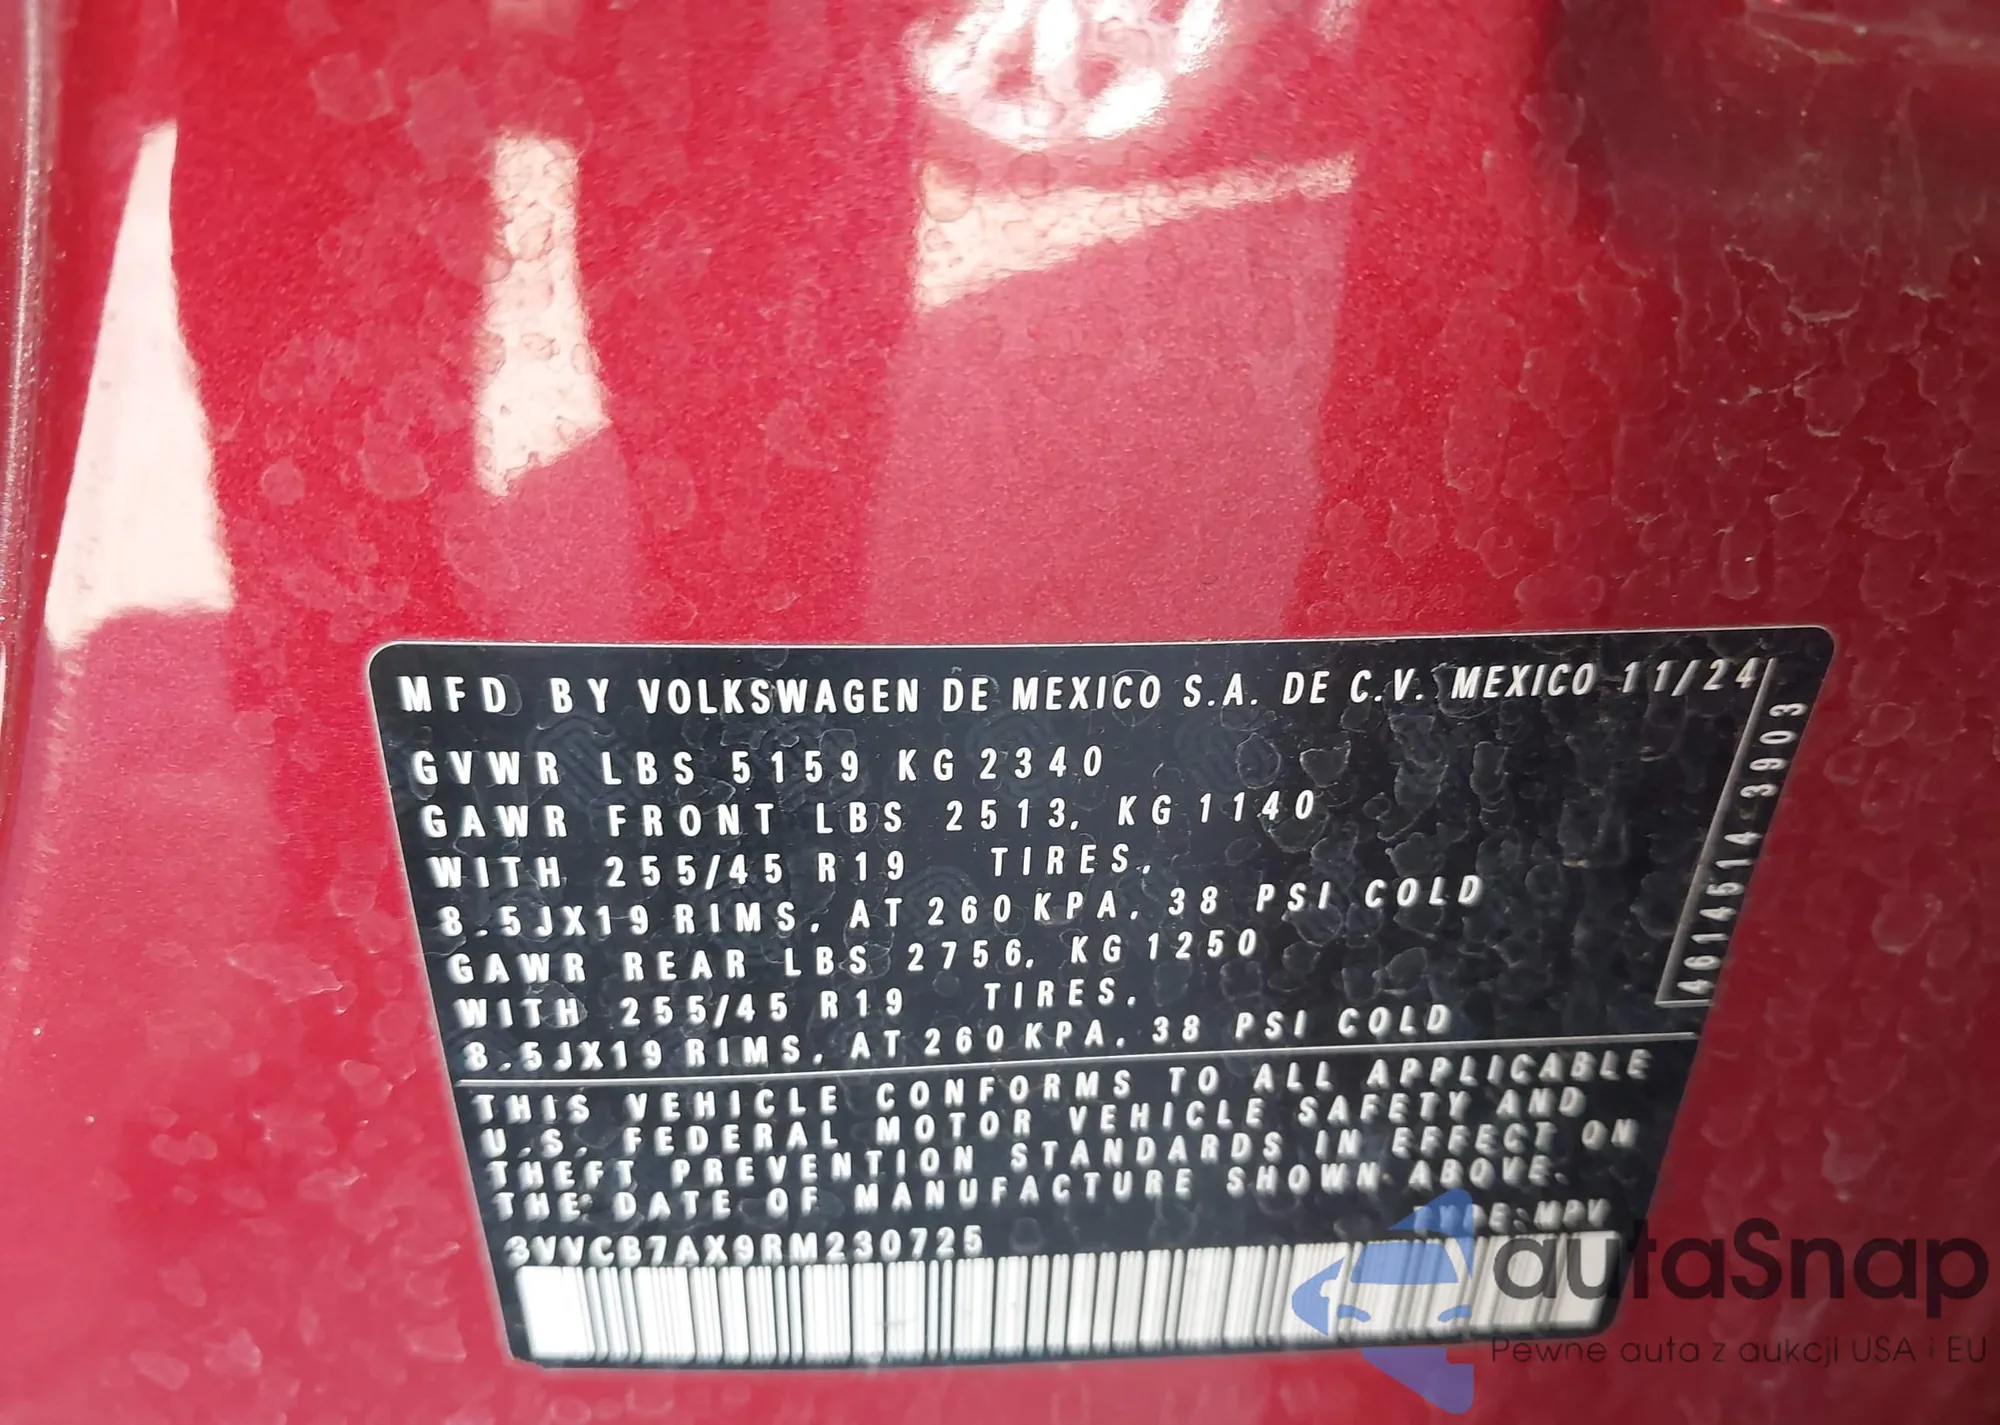 MFD BY VOLKSWAGEN DE MEXICO S.A. DE C.V. MEXICO 11/24
GVWR LBS 5159 KG 2340
GAWR FRONT LBS 2513, KG 1140
WITH 255/45 R19 TIRES,
8.5JX19 RIMS, AT 260 KPA, 38 PSI COLD
GAWR REAR LBS 2756, KG 1250
WITH 255/45 R19 TIRES,
8.5JX19 RIMS, AT 260 KPA, 38 PSI COLD
461 4514 3903
THIS VEHICLE CONFORMS TO ALL APPLICABLE
U.S. FEDERAL MOTOR VEHICLE SAFETY AND
THEFT PREVENTION STANDARDS IN EFFECT ON
THE DATE OF MANUFACTURE SHOWN ABOVE.
3VVCB7AX9RM230725 TYPE:MPV
autaSnap
Pewne auta z aukcji USA i EU